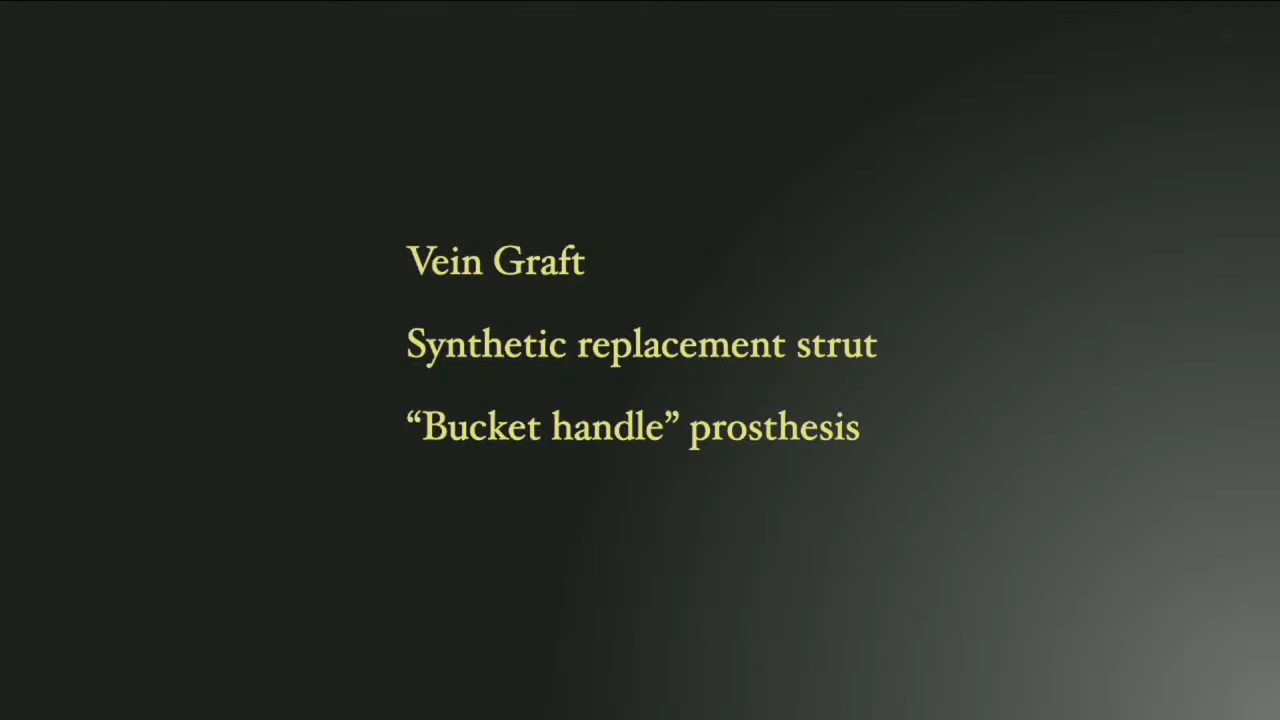 Vein Graft
Synthetic replacement strut
“Bucket handle” prosthesis